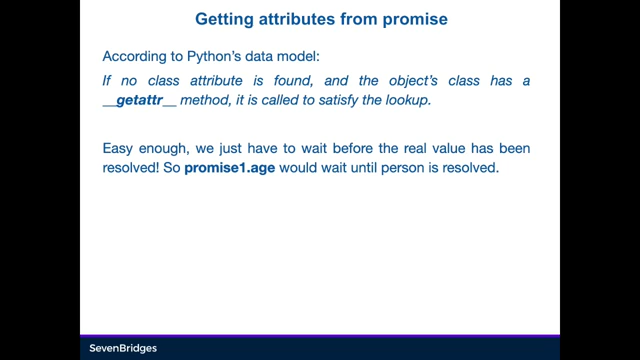 Getting attributes from promise
According to Python's data model:
If no class attribute is found, and the object's class has a
__getattr__ method, it is called to satisfy the lookup.
Easy enough, we just have to wait before the real value has been
resolved! So promise1.age would wait until person is resolved.
SevenBridges